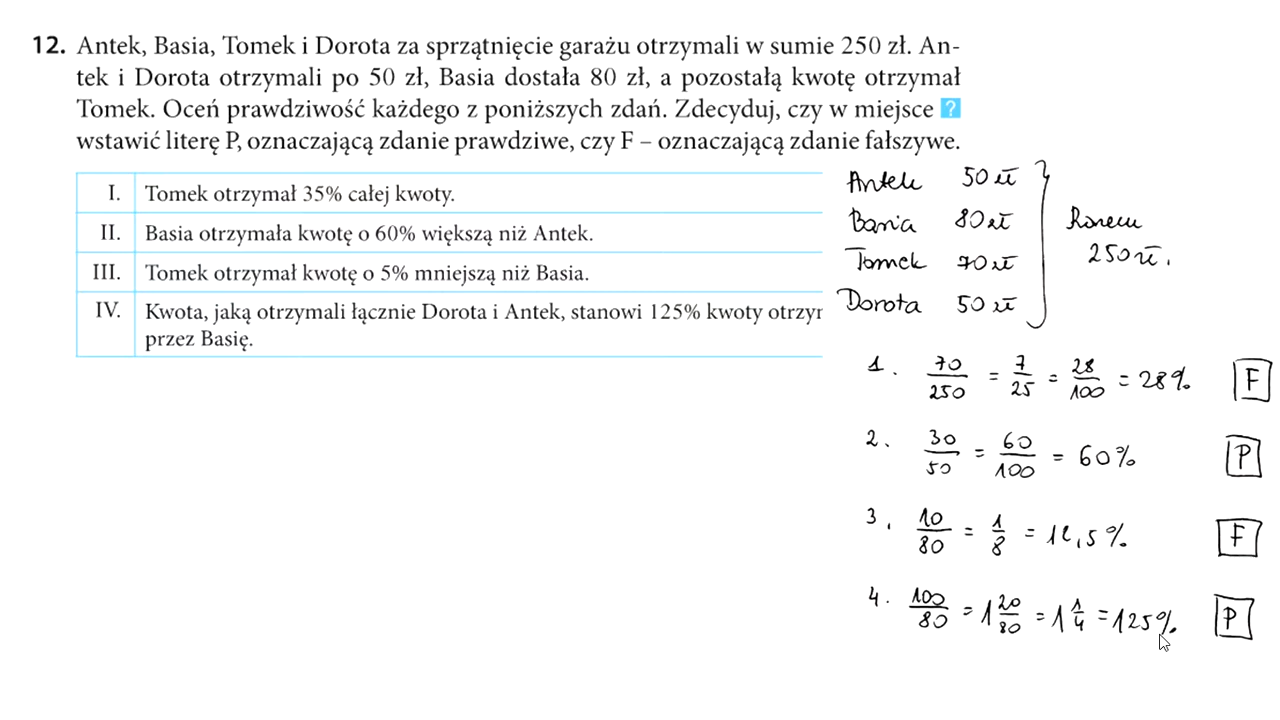 12. Antek, Basia, Tomek i Dorota za sprzątnięcie garażu otrzymali w sumie 250 zł. An-
tek i Dorota otrzymali po 50 zł, Basia dostała 80 zł, a pozostałą kwotę otrzymał
Tomek. Oceń prawdziwość każdego z poniższych zdań. Zdecyduj, czy w miejsce ?
wstawić literę P, oznaczającą zdanie prawdziwe, czy F – oznaczającą zdanie fałszywe.
I. Tomek otrzymał 35% całej kwoty.
II. Basia otrzymała kwotę o 60% większą niż Antek.
III. Tomek otrzymał kwotę o 5% mniejszą niż Basia.
IV. Kwota, jaką otrzymali łącznie Dorota i Antek, stanowi 125% kwoty otrzyr
przez Basię.
Antek 50 zł
Basia 80 zł
Tomek 70 zł
Dorota 50 zł
Razem
250 zł.
1. 70/250 = 7/25 = 28/100 = 28% F
2. 30/50 = 60/100 = 60% P
3. 10/80 = 1/8 = 12,5% F
4. 100/80 = 1 20/80 = 1 1/4 = 125% P